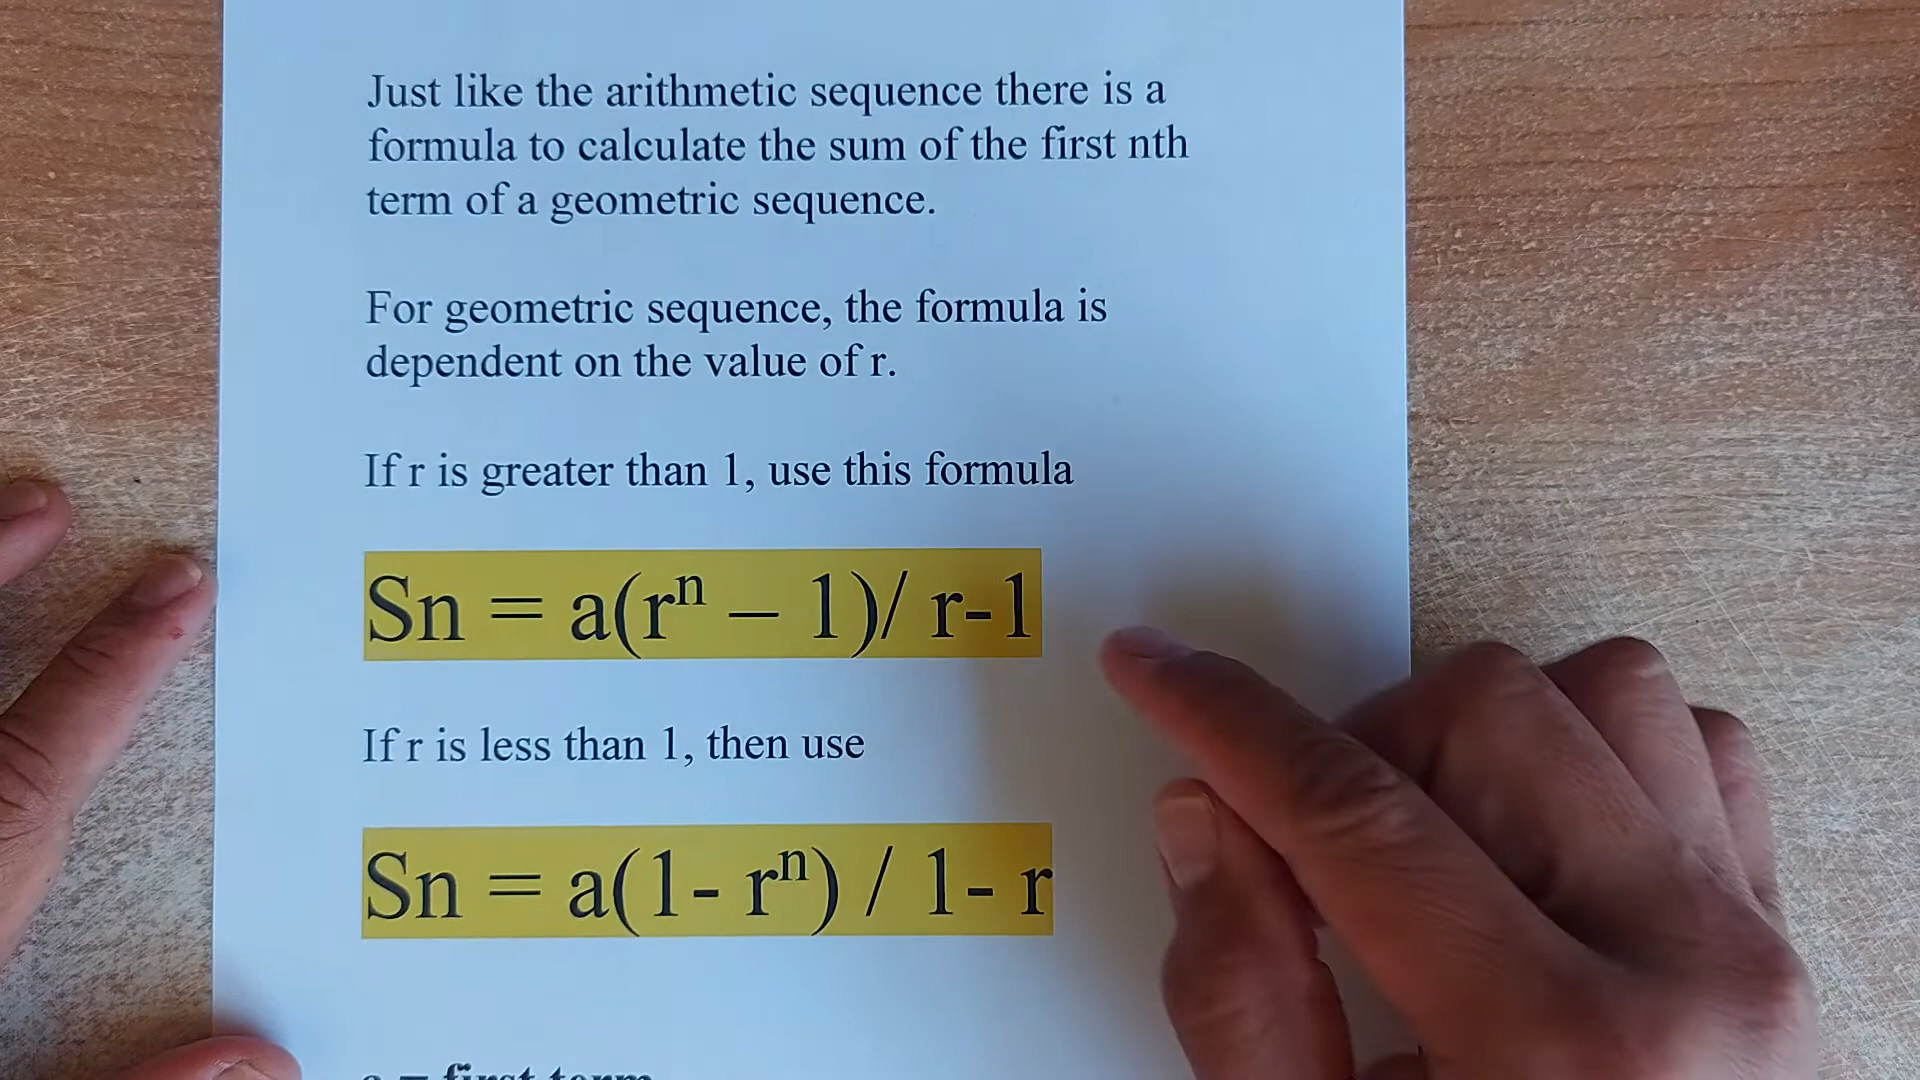 Just like the arithmetic sequence there is a
formula to calculate the sum of the first nth
term of a geometric sequence.
For geometric sequence, the formula is
dependent on the value of r.
If r is greater than 1, use this formula
Sn = a(rⁿ – 1)/ r-1
If r is less than 1, then use
Sn = a(1- rⁿ) / 1- r
a = first term